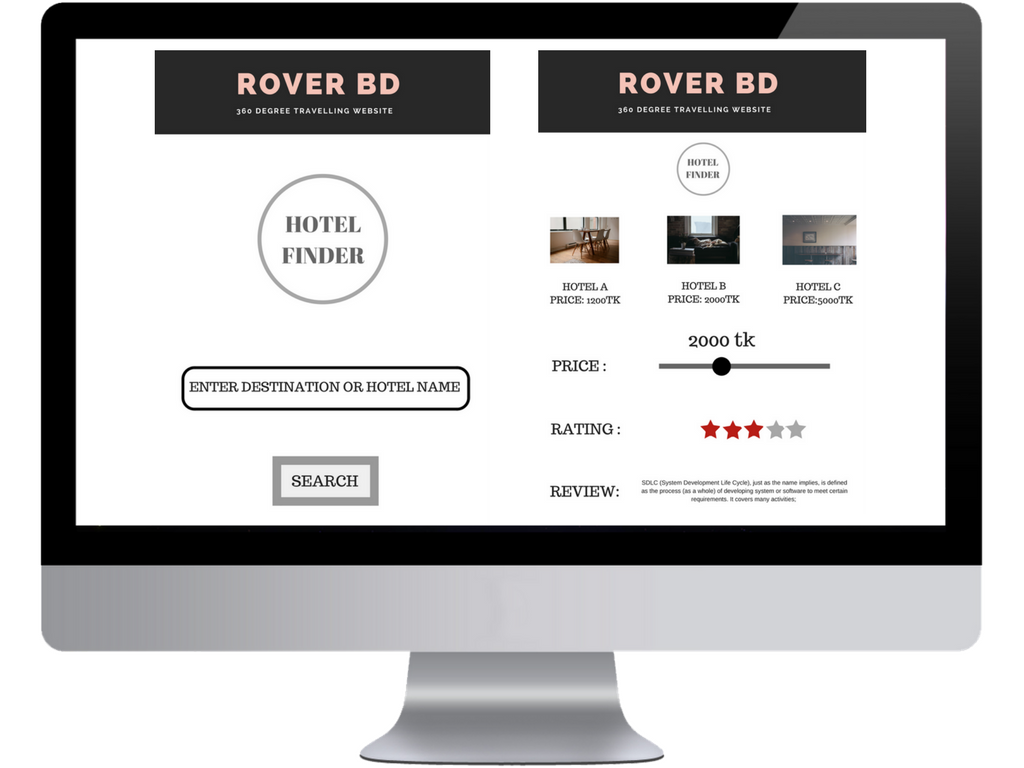 ROVER BD
360 DEGREE TRAVELLING WEBSITE
HOTEL
FINDER
ENTER DESTINATION OR HOTEL NAME
SEARCH
ROVER BD
360 DEGREE TRAVELLING WEBSITE
HOTEL
FINDER
HOTEL A
PRICE: 1200TK
HOTEL B
PRICE: 2000TK
HOTEL C
PRICE:5000TK
2000 tk
PRICE :
RATING :
REVIEW:
SDLC (System Development Life Cycle), just as the name implies, is defined
as the process (as a whole) of developing system or software to meet certain
requirements. It covers many activities;